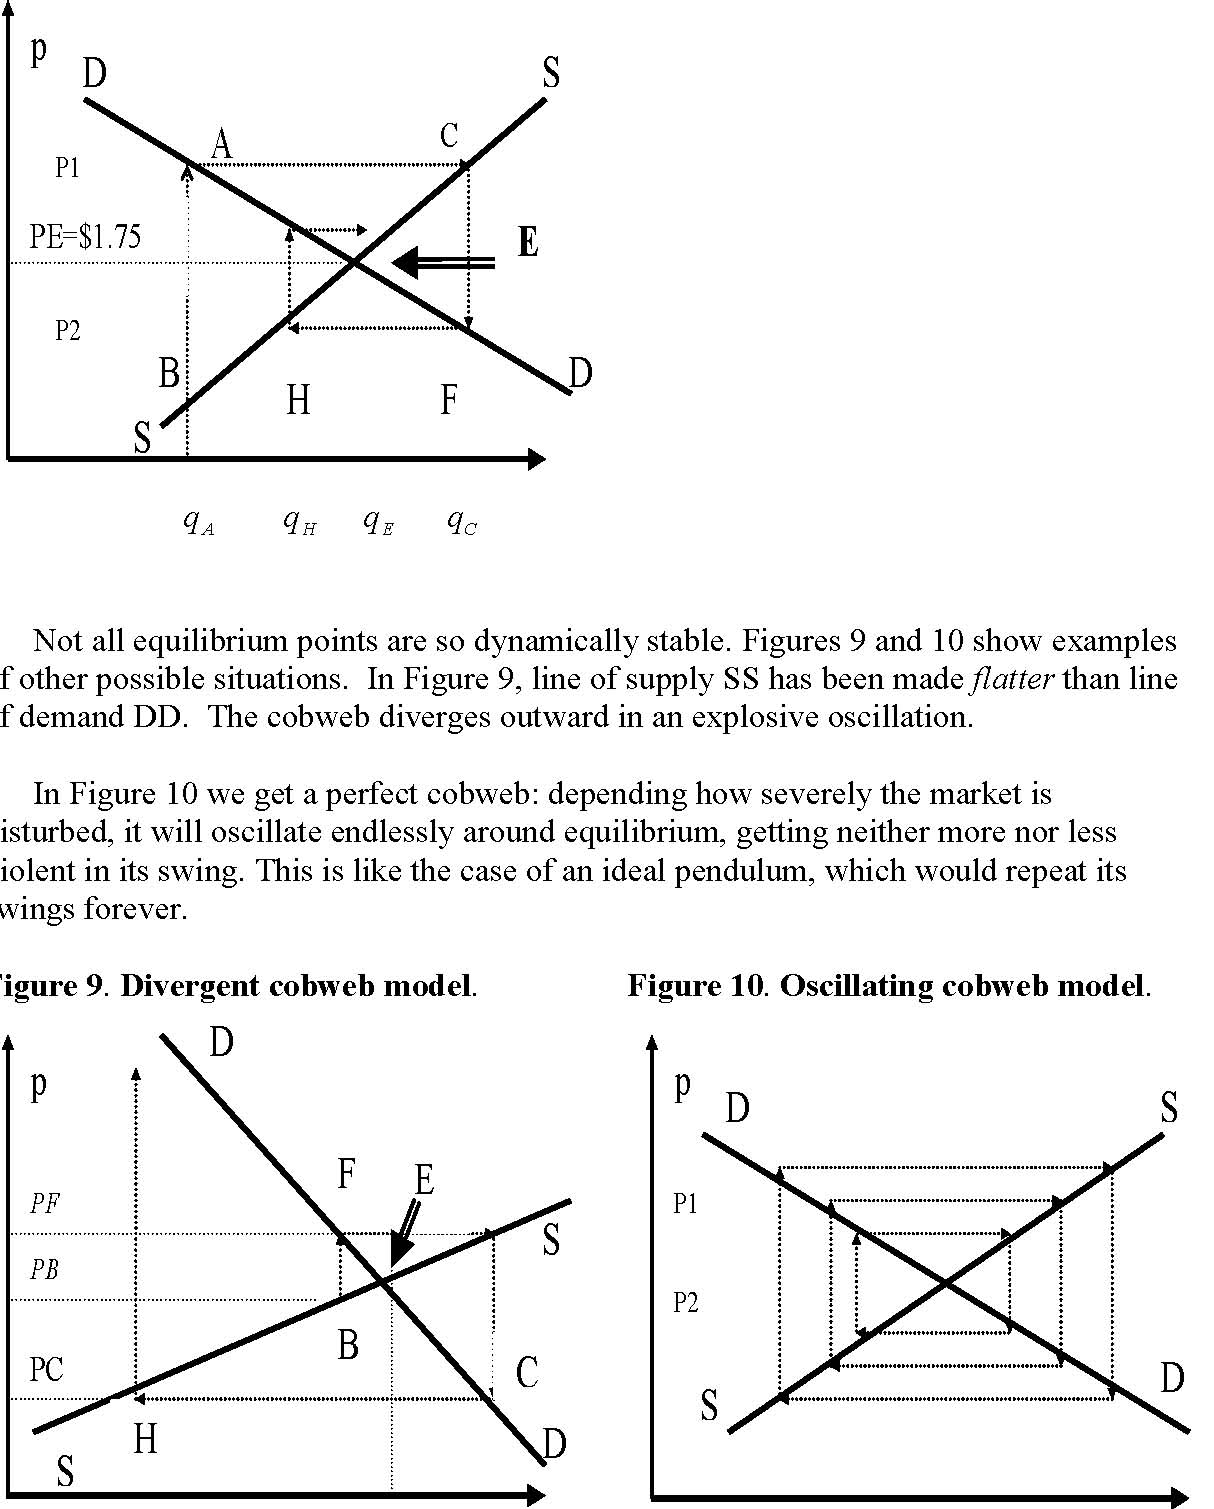 p
D
S
A
C
P1
PE=$1.75
E
P2
B
H
F
D
S
q A
q H
q E
q C
Not all equilibrium points are so dynamically stable. Figures 9 and 10 show examples
f other possible situations. In Figure 9, line of supply SS has been made flatter than line
f demand DD. The cobweb diverges outward in an explosive oscillation.
In Figure 10 we get a perfect cobweb: depending how severely the market is
isturbed, it will oscillate endlessly around equilibrium, getting neither more nor less
iolent in its swing. This is like the case of an ideal pendulum, which would repeat its
wings forever.
igure 9. Divergent cobweb model.
Figure 10. Oscillating cobweb model.
D
p
F
E
PF
S
PB
B
PC
C
H
D
S
p
D
S
P1
P2
D
S